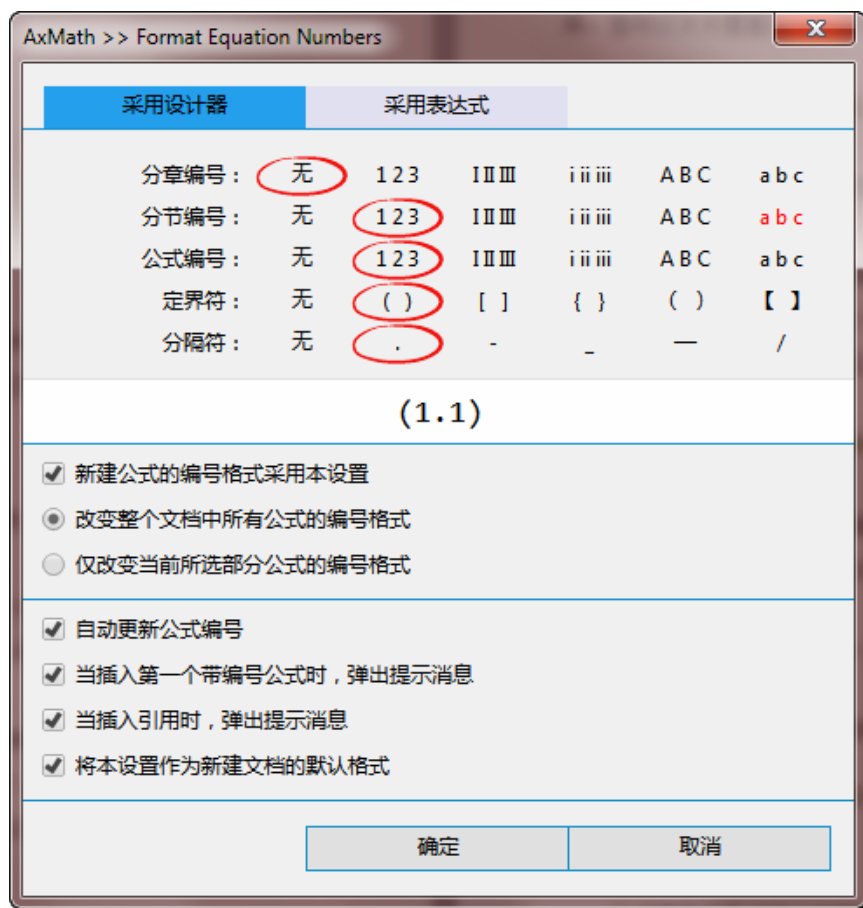 AxMath >> Format Equation Numbers
采用设计器 采用表达式
分章编号： 无 1 2 3 Ⅰ Ⅱ Ⅲ ⅰ ⅱ ⅲ A B C a b c
分节编号： 无 1 2 3 Ⅰ Ⅱ Ⅲ ⅰ ⅱ ⅲ A B C a b c
公式编号： 无 1 2 3 Ⅰ Ⅱ Ⅲ ⅰ ⅱ ⅲ A B C a b c
定界符： 无 ( ) [ ] { } （ ） 【 】
分隔符： 无 . - _ — /
(1.1)
新建公式的编号格式采用本设置
改变整个文档中所有公式的编号格式
仅改变当前所选部分公式的编号格式
自动更新公式编号
当插入第一个带编号公式时，弹出提示消息
当插入引用时，弹出提示消息
将本设置作为新建文档的默认格式
确定 取消